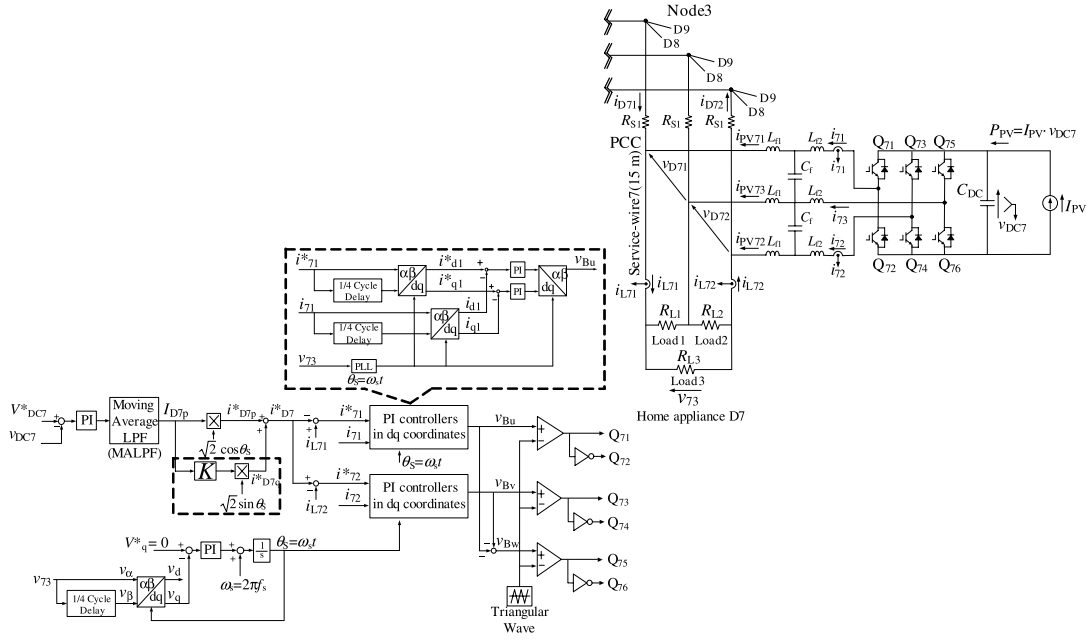 Node3
D9
D8
D9
D8
D9
D8
iD71
iD72
RS1
RS1
RS1
PCC
Service-wire7(15 m)
vD71
vD72
iPV71
Lf1
Lf2
i71
i71
Cf
iPV73
Lf1
Lf2
i73
Cf
iPV72
Lf1
Lf2
i72
i72
Q71
Q73
Q75
Q72
Q74
Q76
PPV=IPV· vDC7
CDC
vDC7
IPV
iL71
iL71
iL72
iL72
RL1
RL2
Load1
Load2
RL3
Load3
v73
Home appliance D7
i*71
αβ
dq
i*d1
i*q1
1/4 Cycle
Delay
+
−
+
−
PI
PI
αβ
dq
vBu
i71
1/4 Cycle
Delay
αβ
dq
id1
iq1
v73
PLL
θS=ωst
V*DC7
vDC7
+
−
PI
Moving
Average
LPF
(MALPF)
ID7p
i*D7p
i*D7
+
+
√2 cosθS
K
i*D7q
√2 sinθS
−
+
iL71
i*71
i71
PI controllers
in dq coordinates
θS=ωst
+
−
iL72
i*72
i72
PI controllers
in dq coordinates
vBu
vBv
vBw
−
−
+
−
+
−
+
−
Q71
Q72
Q73
Q74
Q75
Q76
Triangular
Wave
V*q= 0
+
−
PI
+
+
1
s
θS=ωst
ωs=2πfs
v73
vα
vβ
1/4 Cycle
Delay
αβ
dq
vd
vq